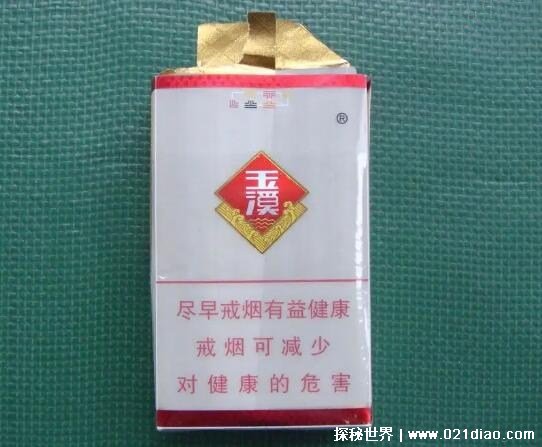 ®
玉
溪
尽早戒烟有益健康
戒烟可减少
对健康的危害
探秘世界 | www.021diao.com